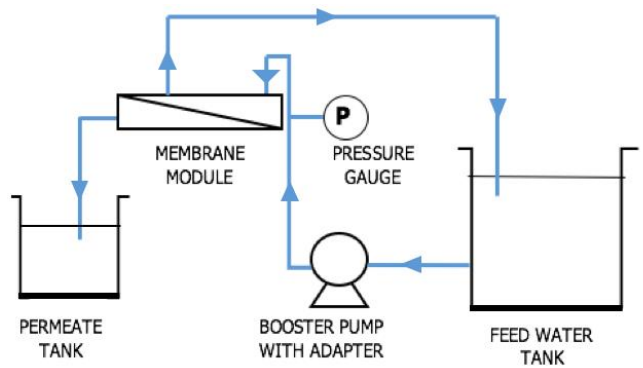 P
MEMBRANE
MODULE
PRESSURE
GAUGE
PERMEATE
TANK
BOOSTER PUMP
WITH ADAPTER
FEED WATER
TANK